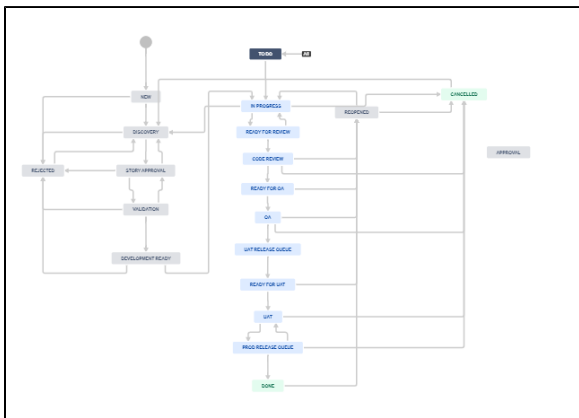 TO DO
All
NEW
CANCELLED
IN PROGRESS
REOPENED
DISCOVERY
READY FOR REVIEW
APPROVAL
CODE REVIEW
REJECTED
STORY APPROVAL
READY FOR QA
VALIDATION
QA
UAT RELEASE QUEUE
DEVELOPMENT READY
READY FOR UAT
UAT
PROD RELEASE QUEUE
DONE